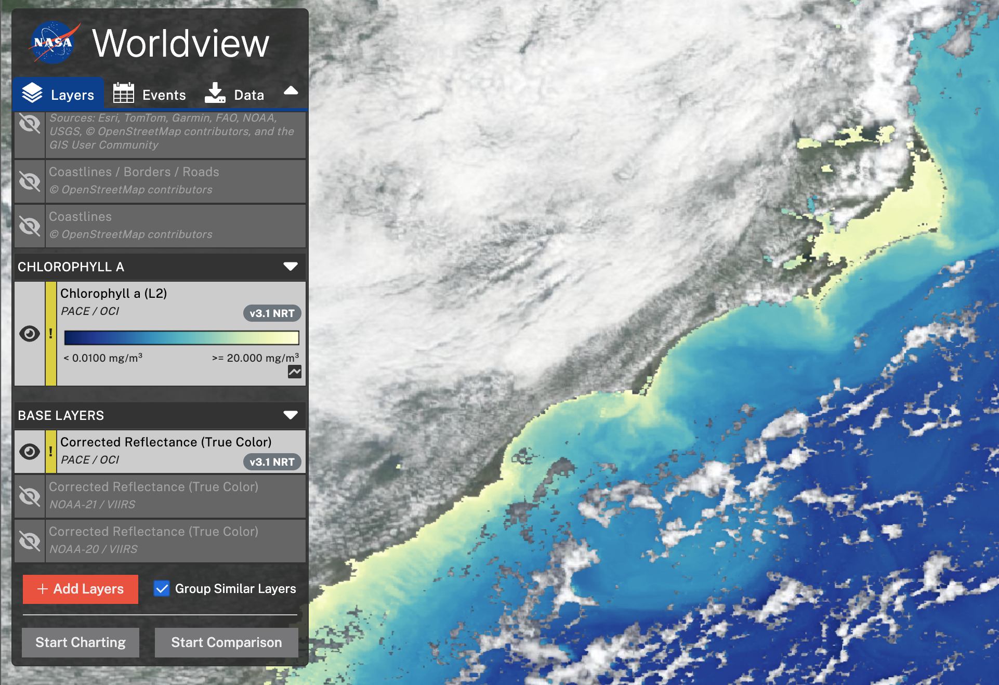 NASA
Worldview
Layers
Events
Data
Sources: Esri, TomTom, Garmin, FAO, NOAA,
USGS, © OpenStreetMap contributors, and the
GIS User Community
Coastlines / Borders / Roads
© OpenStreetMap contributors
Coastlines
© OpenStreetMap contributors
CHLOROPHYLL A
!
Chlorophyll a (L2)
PACE / OCI
v3.1 NRT
< 0.0100 mg/m³
>= 20.000 mg/m³
BASE LAYERS
!
Corrected Reflectance (True Color)
PACE / OCI
v3.1 NRT
Corrected Reflectance (True Color)
NOAA-21 / VIIRS
Corrected Reflectance (True Color)
NOAA-20 / VIIRS
+ Add Layers
Group Similar Layers
Start Charting
Start Comparison